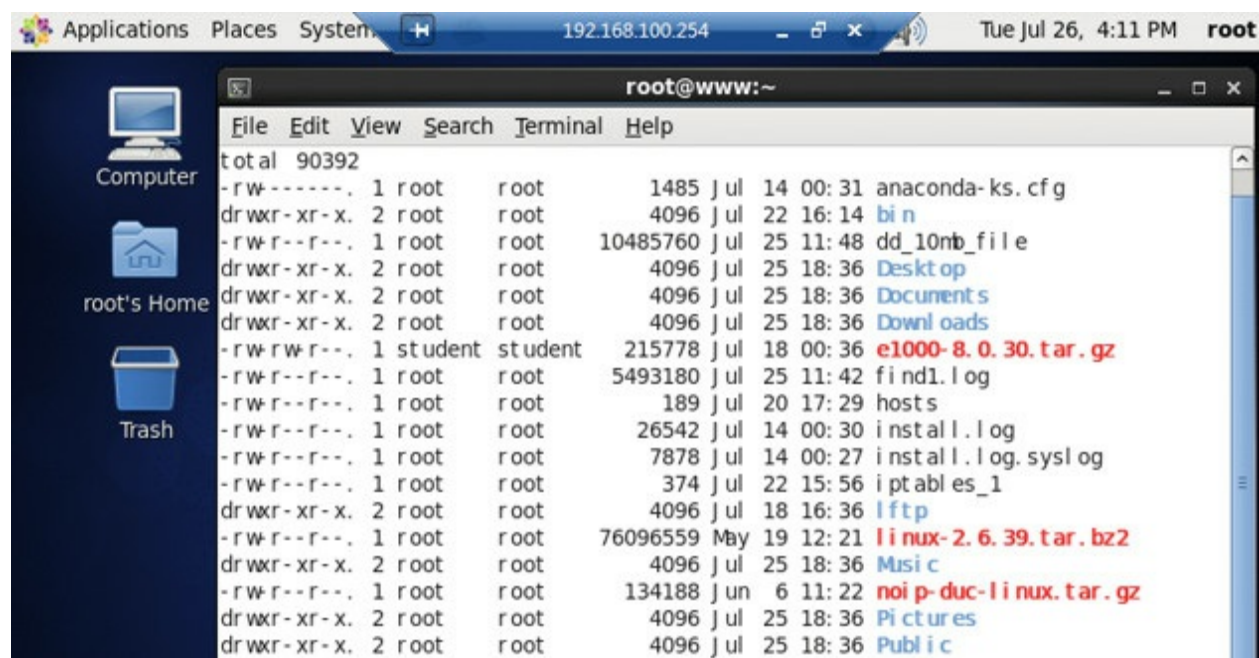 Applications Places System 192.168.100.254 Tue Jul 26, 4:11 PM root
root@www:~
File Edit View Search Terminal Help
Computer
root's Home
Trash
total 90392
-rw-------. 1 root root 1485 Jul 14 00:31 anaconda-ks.cfg
drwxr-xr-x. 2 root root 4096 Jul 22 16:14 bin
-rw-r--r--. 1 root root 10485760 Jul 25 11:48 dd_10mb_file
drwxr-xr-x. 2 root root 4096 Jul 25 18:36 Desktop
drwxr-xr-x. 2 root root 4096 Jul 25 18:36 Documents
drwxr-xr-x. 2 root root 4096 Jul 25 18:36 Downloads
-rw-rw-r--. 1 student student 215778 Jul 18 00:36 e1000-8.0.30.tar.gz
-rw-r--r--. 1 root root 5493180 Jul 25 11:42 find1.log
-rw-r--r--. 1 root root 189 Jul 20 17:29 hosts
-rw-r--r--. 1 root root 26542 Jul 14 00:30 install.log
-rw-r--r--. 1 root root 7878 Jul 14 00:27 install.log.syslog
-rw-r--r--. 1 root root 374 Jul 22 15:56 iptables_1
drwxr-xr-x. 2 root root 4096 Jul 18 16:36 lftp
-rw-r--r--. 1 root root 76096559 May 19 12:21 linux-2.6.39.tar.bz2
drwxr-xr-x. 2 root root 4096 Jul 25 18:36 Music
-rw-r--r--. 1 root root 134188 Jun 6 11:22 noip-duc-linux.tar.gz
drwxr-xr-x. 2 root root 4096 Jul 25 18:36 Pictures
drwxr-xr-x. 2 root root 4096 Jul 25 18:36 Public